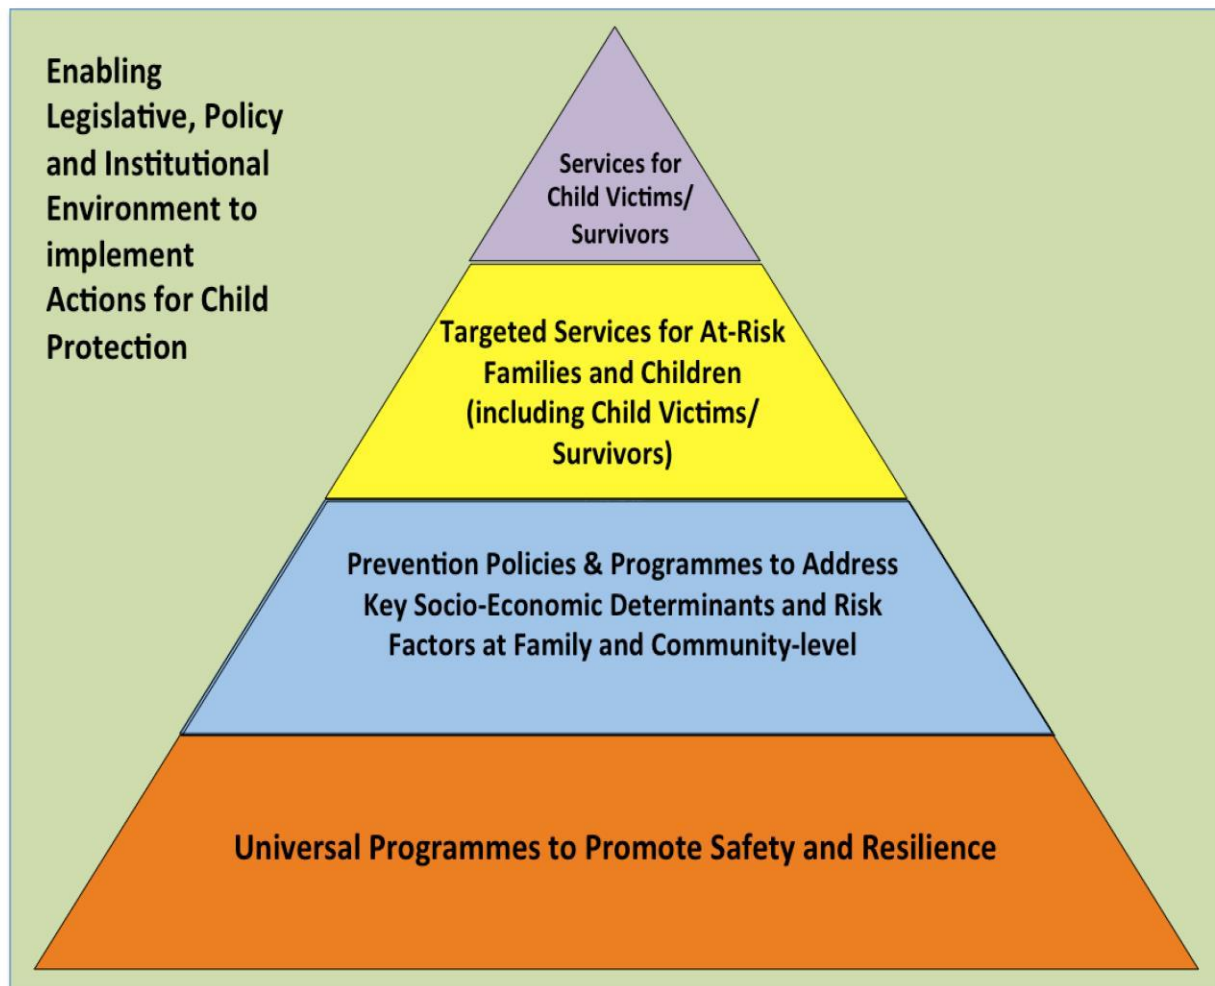 Enabling
Legislative, Policy
and Institutional
Environment to
implement
Actions for Child
Protection
Services for
Child Victims/
Survivors
Targeted Services for At-Risk
Families and Children
(including Child Victims/
Survivors)
Prevention Policies & Programmes to Address
Key Socio-Economic Determinants and Risk
Factors at Family and Community-level
Universal Programmes to Promote Safety and Resilience